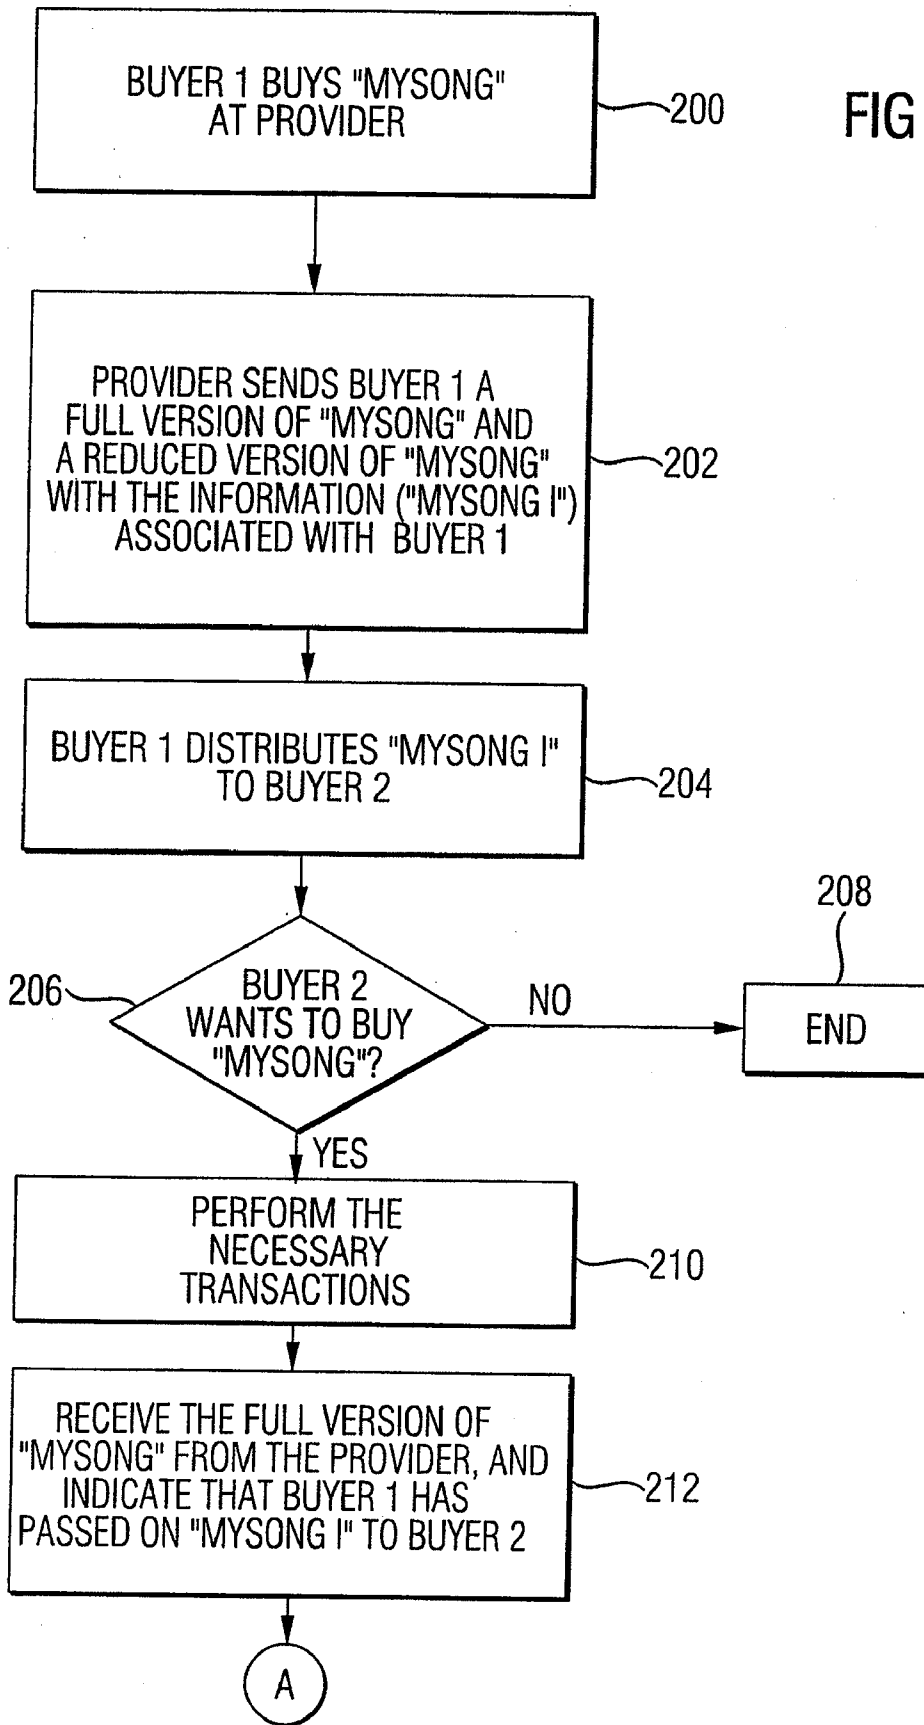 BUYER 1 BUYS "MYSONG"
AT PROVIDER
200
FIG
PROVIDER SENDS BUYER 1 A
FULL VERSION OF "MYSONG" AND
A REDUCED VERSION OF "MYSONG"
WITH THE INFORMATION ("MYSONG I")
ASSOCIATED WITH BUYER 1
202
BUYER 1 DISTRIBUTES "MYSONG I"
TO BUYER 2
204
206
BUYER 2
WANTS TO BUY
"MYSONG"?
NO
208
END
YES
PERFORM THE
NECESSARY
TRANSACTIONS
210
RECEIVE THE FULL VERSION OF
"MYSONG" FROM THE PROVIDER, AND
INDICATE THAT BUYER 1 HAS
PASSED ON "MYSONG I" TO BUYER 2
212
A